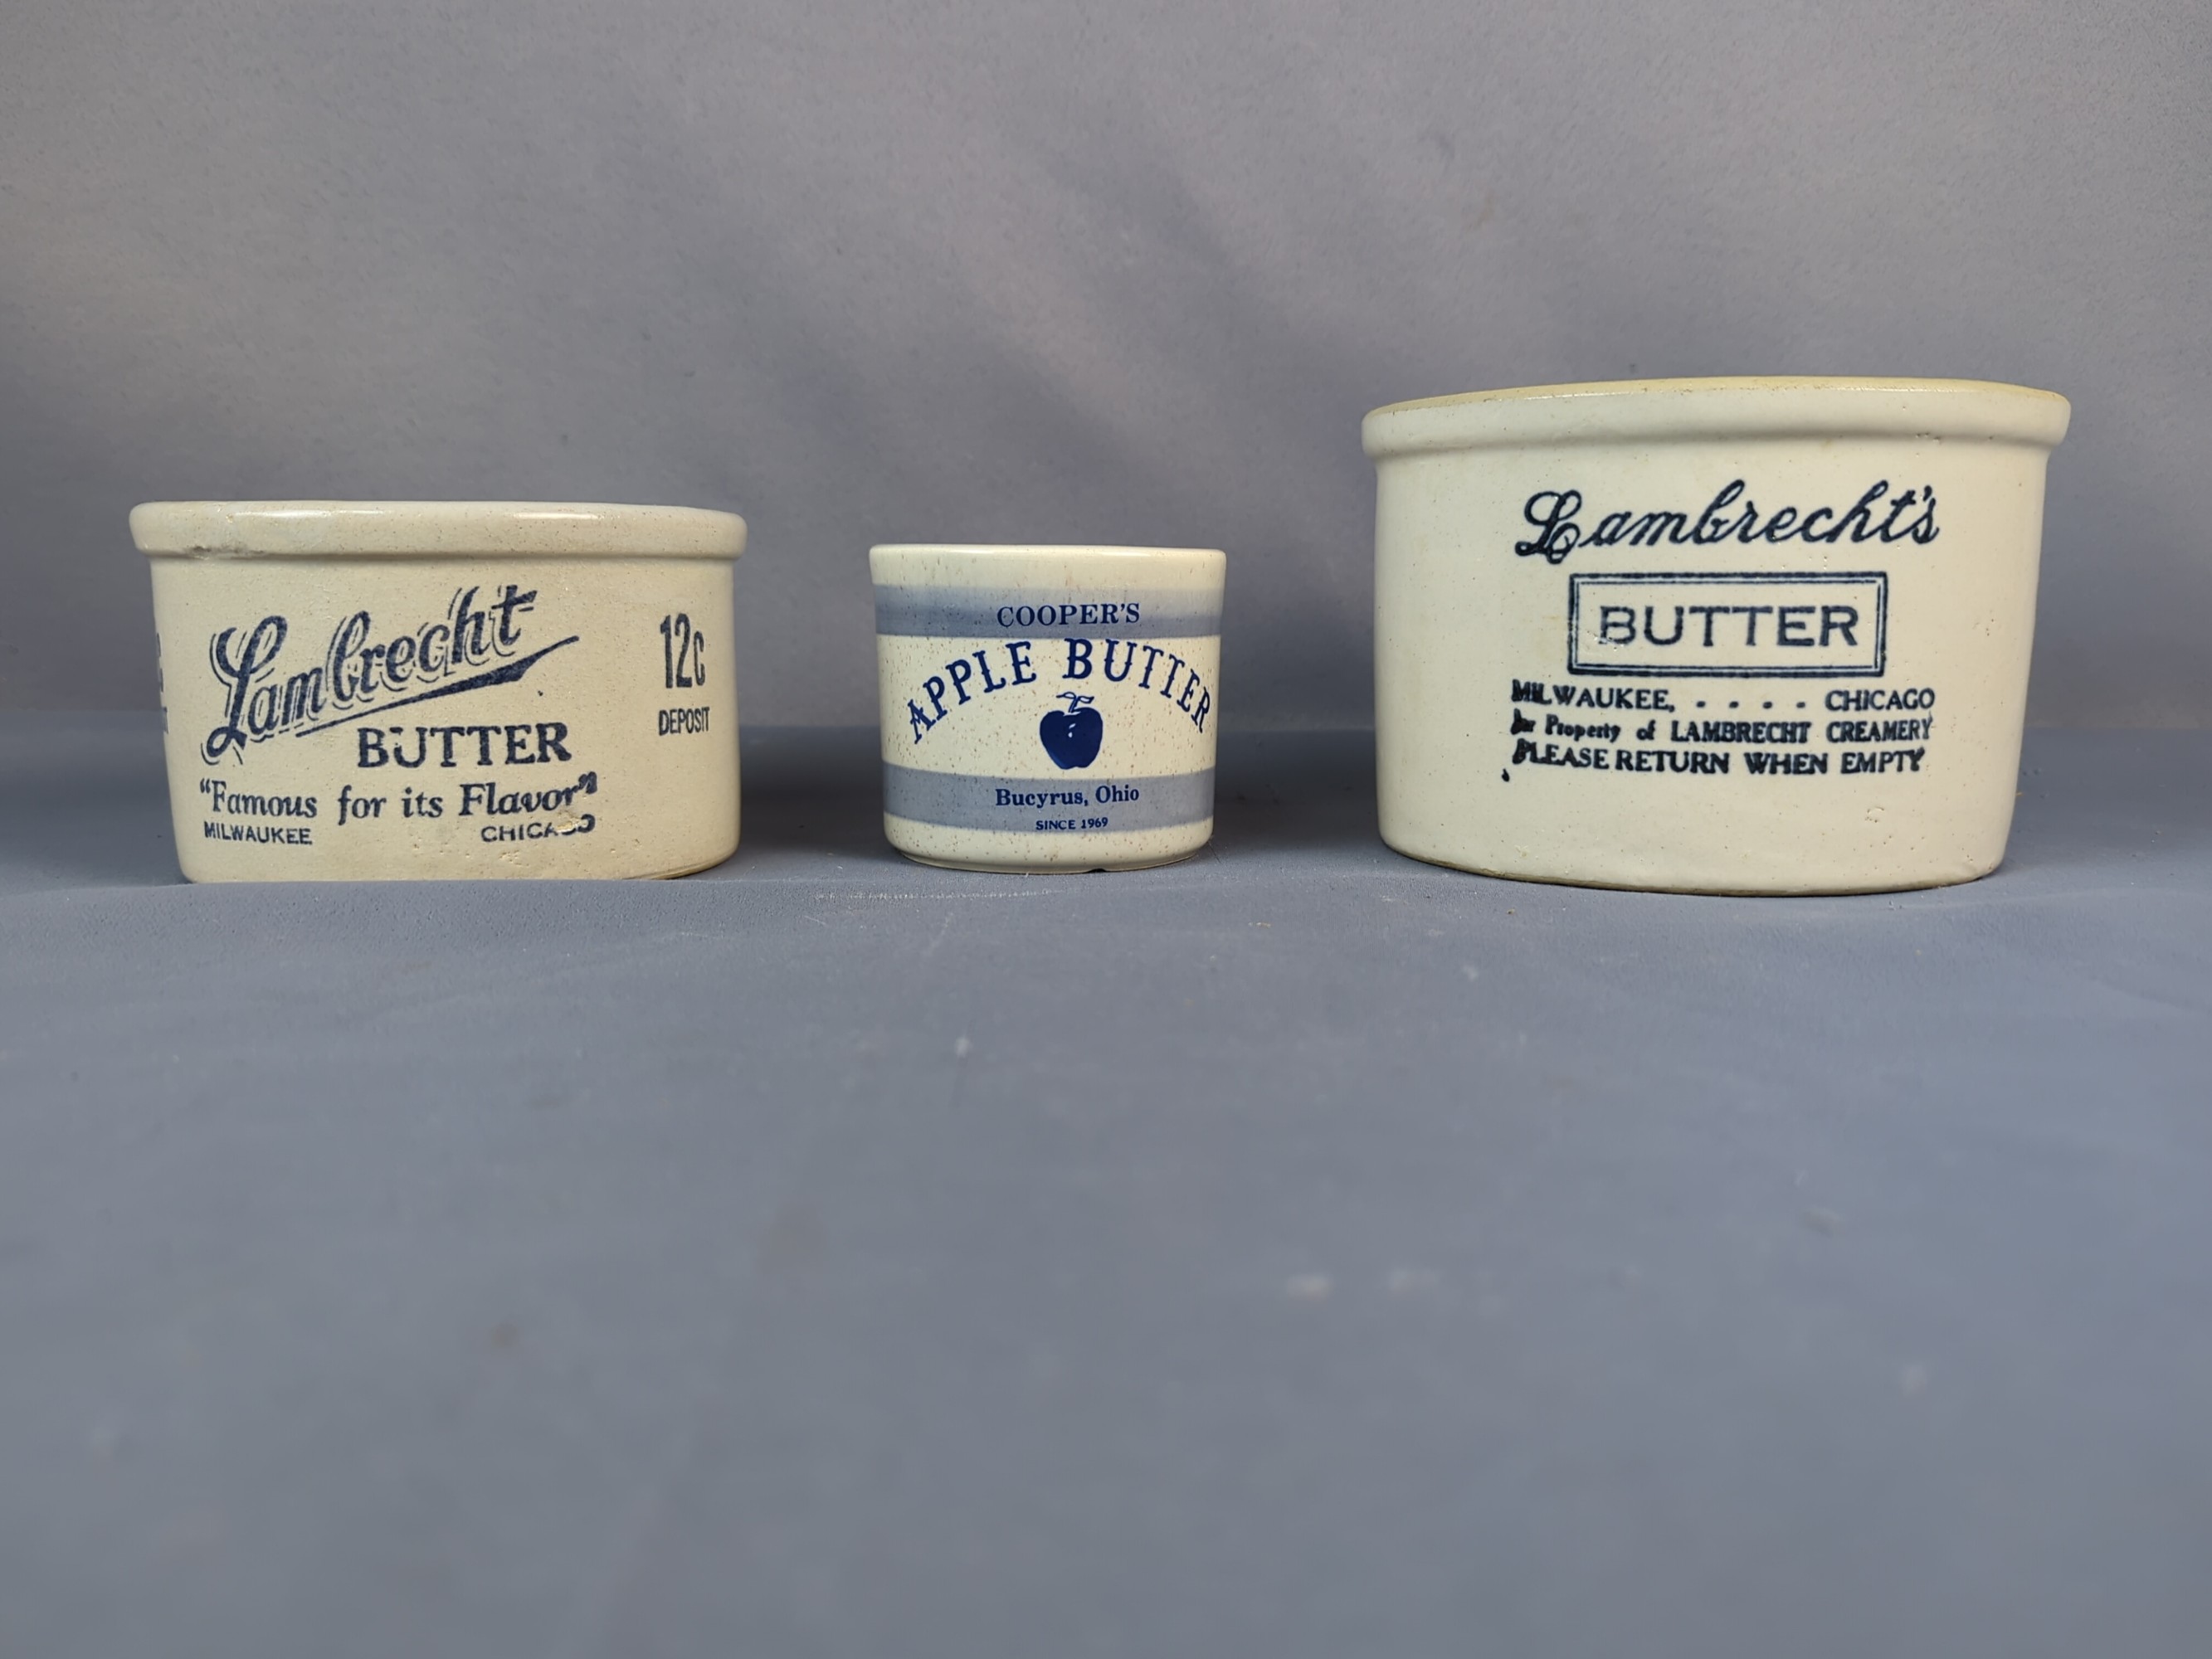 Lambrecht
BUTTER
"Famous for its Flavor"
MILWAUKEE CHICAGO
12c
DEPOSIT
COOPER'S
APPLE BUTTER
Bucyrus, Ohio
SINCE 1969
Lambrecht's
BUTTER
MILWAUKEE, . . . . CHICAGO
Property of LAMBRECHT CREAMERY
PLEASE RETURN WHEN EMPTY